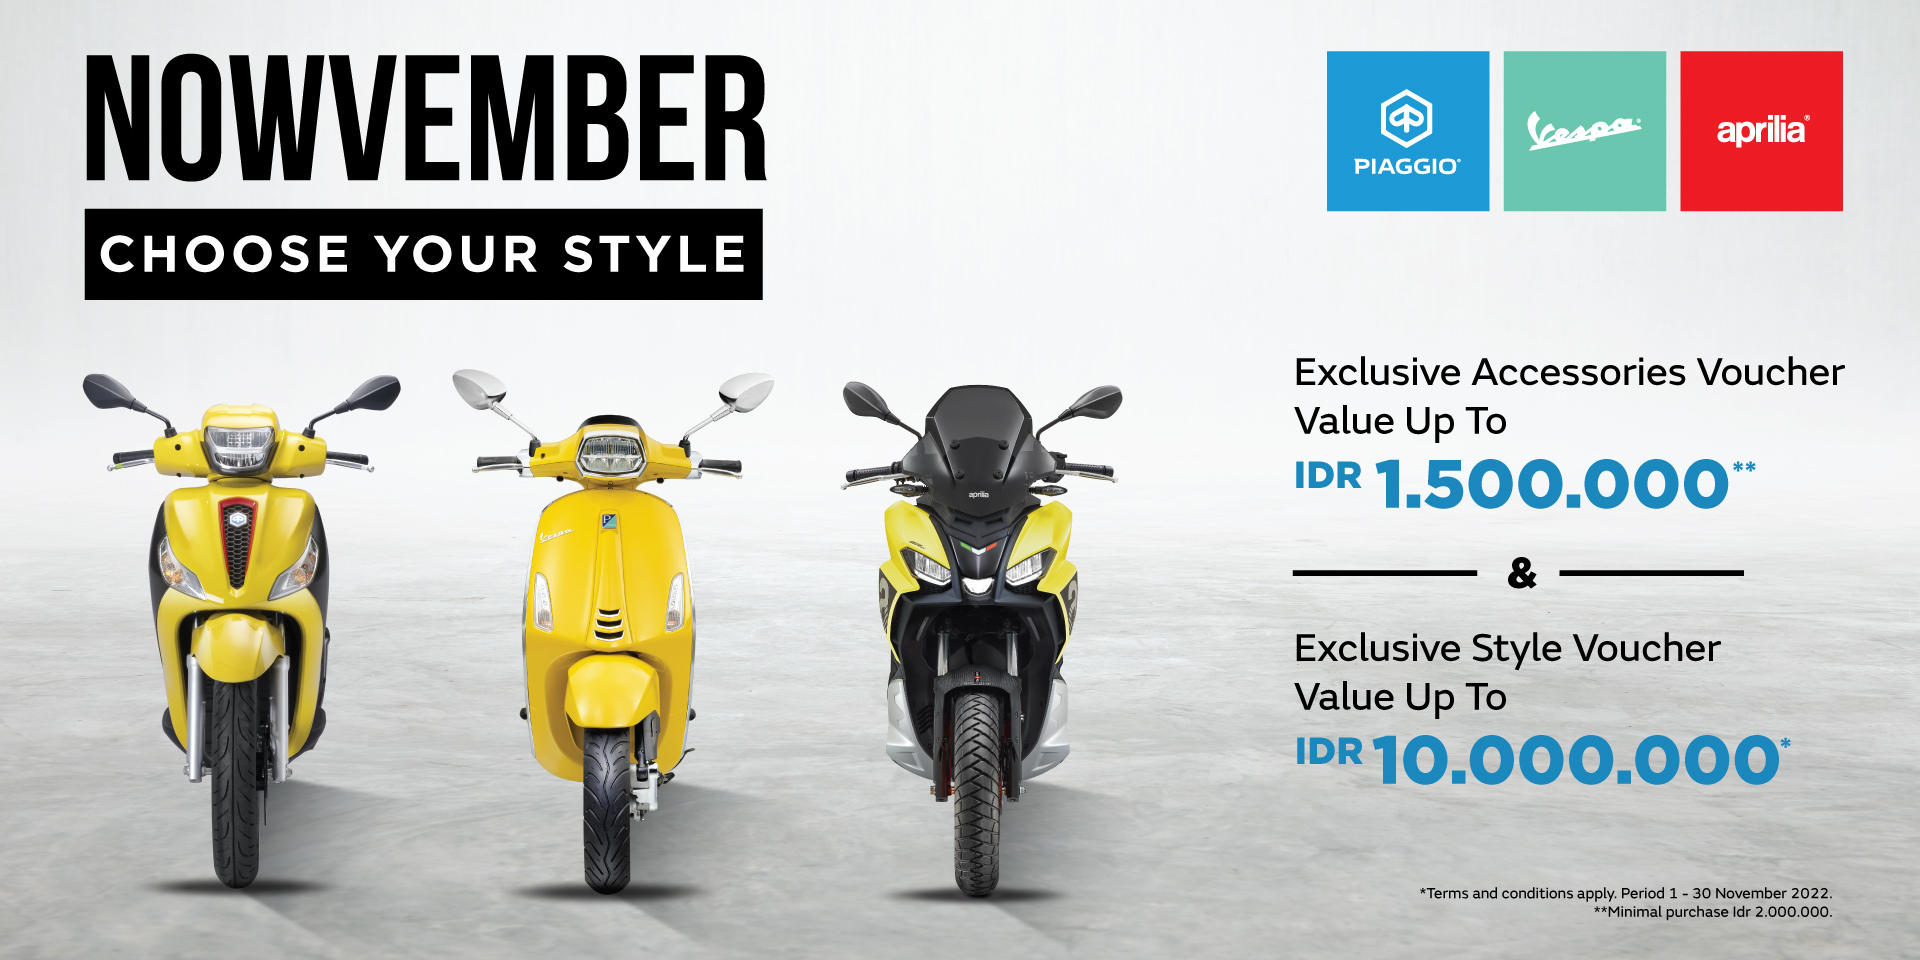 NOWVEMBER
CHOOSE YOUR STYLE
PIAGGIO®
Vespa®
aprilia®
Exclusive Accessories Voucher
Value Up To
IDR 1.500.000**
&
Exclusive Style Voucher
Value Up To
IDR 10.000.000*
Vespa
aprilia
*Terms and conditions apply. Period 1 - 30 November 2022.
**Minimal purchase Idr 2.000.000.